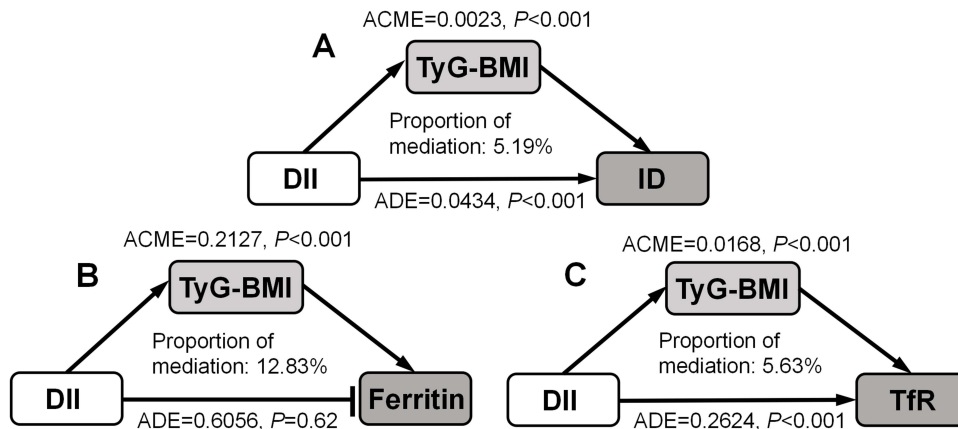 ACME=0.0023, P<0.001
A
TyG-BMI
Proportion of
mediation: 5.19%
DII
ID
ADE=0.0434, P<0.001
ACME=0.2127, P<0.001
B
TyG-BMI
Proportion of
mediation: 12.83%
DII
Ferritin
ADE=0.6056, P=0.62
ACME=0.0168, P<0.001
C
TyG-BMI
Proportion of
mediation: 5.63%
DII
TfR
ADE=0.2624, P<0.001